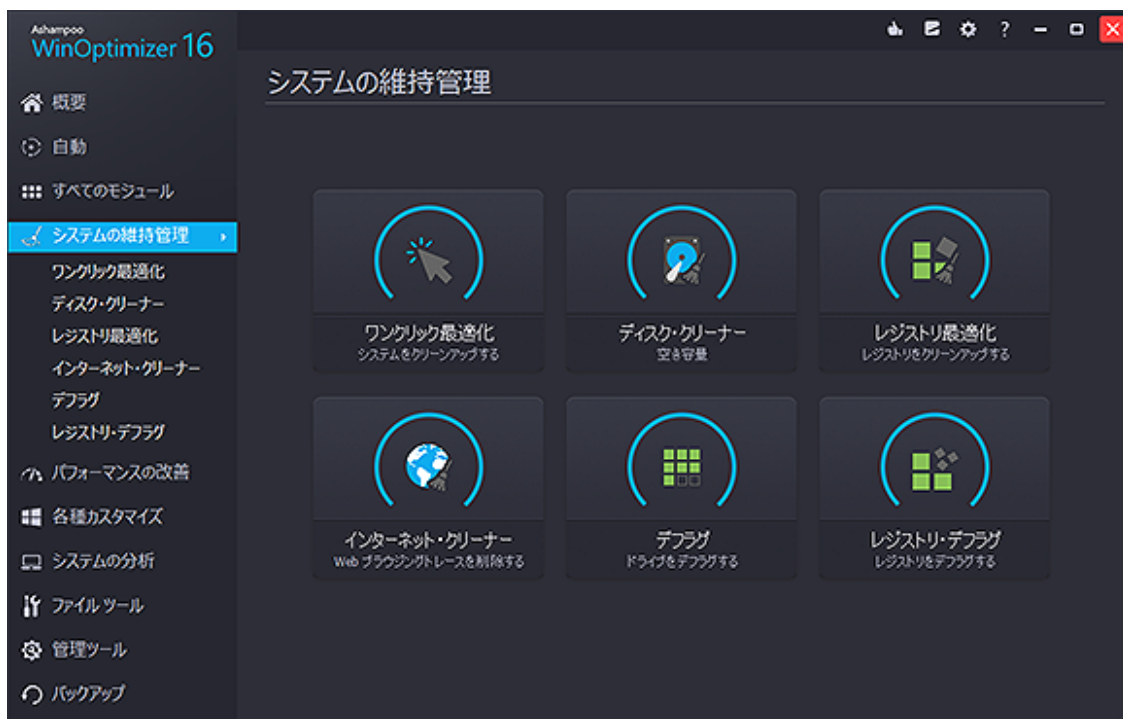 Ashampoo
WinOptimizer 16
?
システムの維持管理
概要
自動
すべてのモジュール
システムの維持管理
ワンクリック最適化
ディスク・クリーナー
レジストリ最適化
インターネット・クリーナー
デフラグ
レジストリ・デフラグ
パフォーマンスの改善
各種カスタマイズ
システムの分析
ファイル ツール
管理ツール
バックアップ
ワンクリック最適化
システムをクリーンアップする
ディスク・クリーナー
空き容量
レジストリ最適化
レジストリをクリーンアップする
インターネット・クリーナー
Web ブラウジングトレースを削除する
デフラグ
ドライブをデフラグする
レジストリ・デフラグ
レジストリをデフラグする